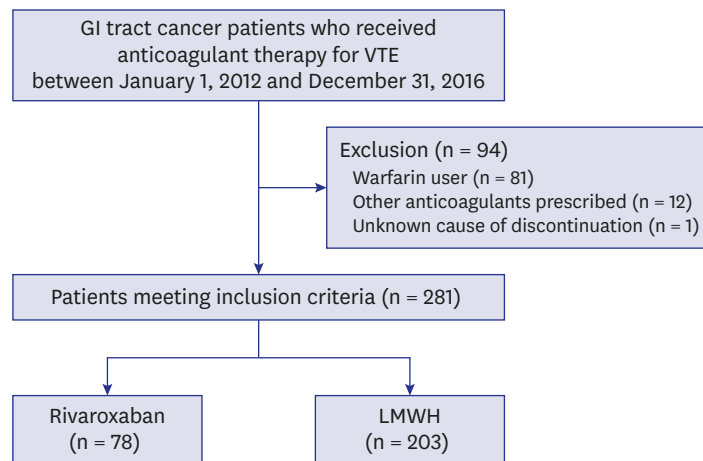 GI tract cancer patients who received
anticoagulant therapy for VTE
between January 1, 2012 and December 31, 2016
Exclusion (n = 94)
Warfarin user (n = 81)
Other anticoagulants prescribed (n = 12)
Unknown cause of discontinuation (n = 1)
Patients meeting inclusion criteria (n = 281)
Rivaroxaban
(n = 78)
LMWH
(n = 203)